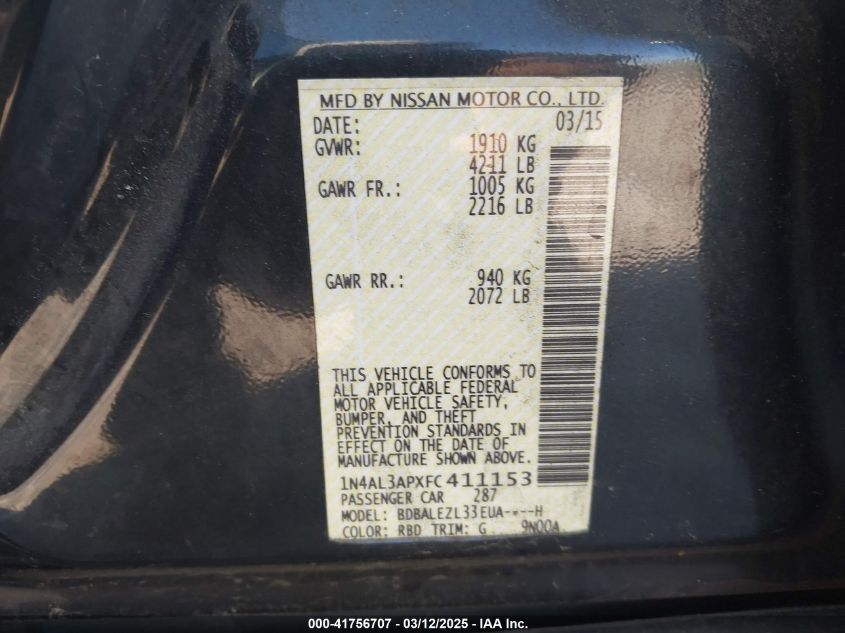 MFD BY NISSAN MOTOR CO., LTD.
DATE: 03/15
GVWR: 1910 KG
4211 LB
GAWR FR.: 1005 KG
2216 LB
GAWR RR.: 940 KG
2072 LB
THIS VEHICLE CONFORMS TO
ALL APPLICABLE FEDERAL
MOTOR VEHICLE SAFETY,
BUMPER, AND THEFT
PREVENTION STANDARDS IN
EFFECT ON THE DATE OF
MANUFACTURE SHOWN ABOVE.
1N4AL3APXFC411153
PASSENGER CAR 287
MODEL: BDBALEZL33EUA-*--H
COLOR: RBD TRIM: G 9N00A
000-41756707 - 03/12/2025 - IAA Inc.